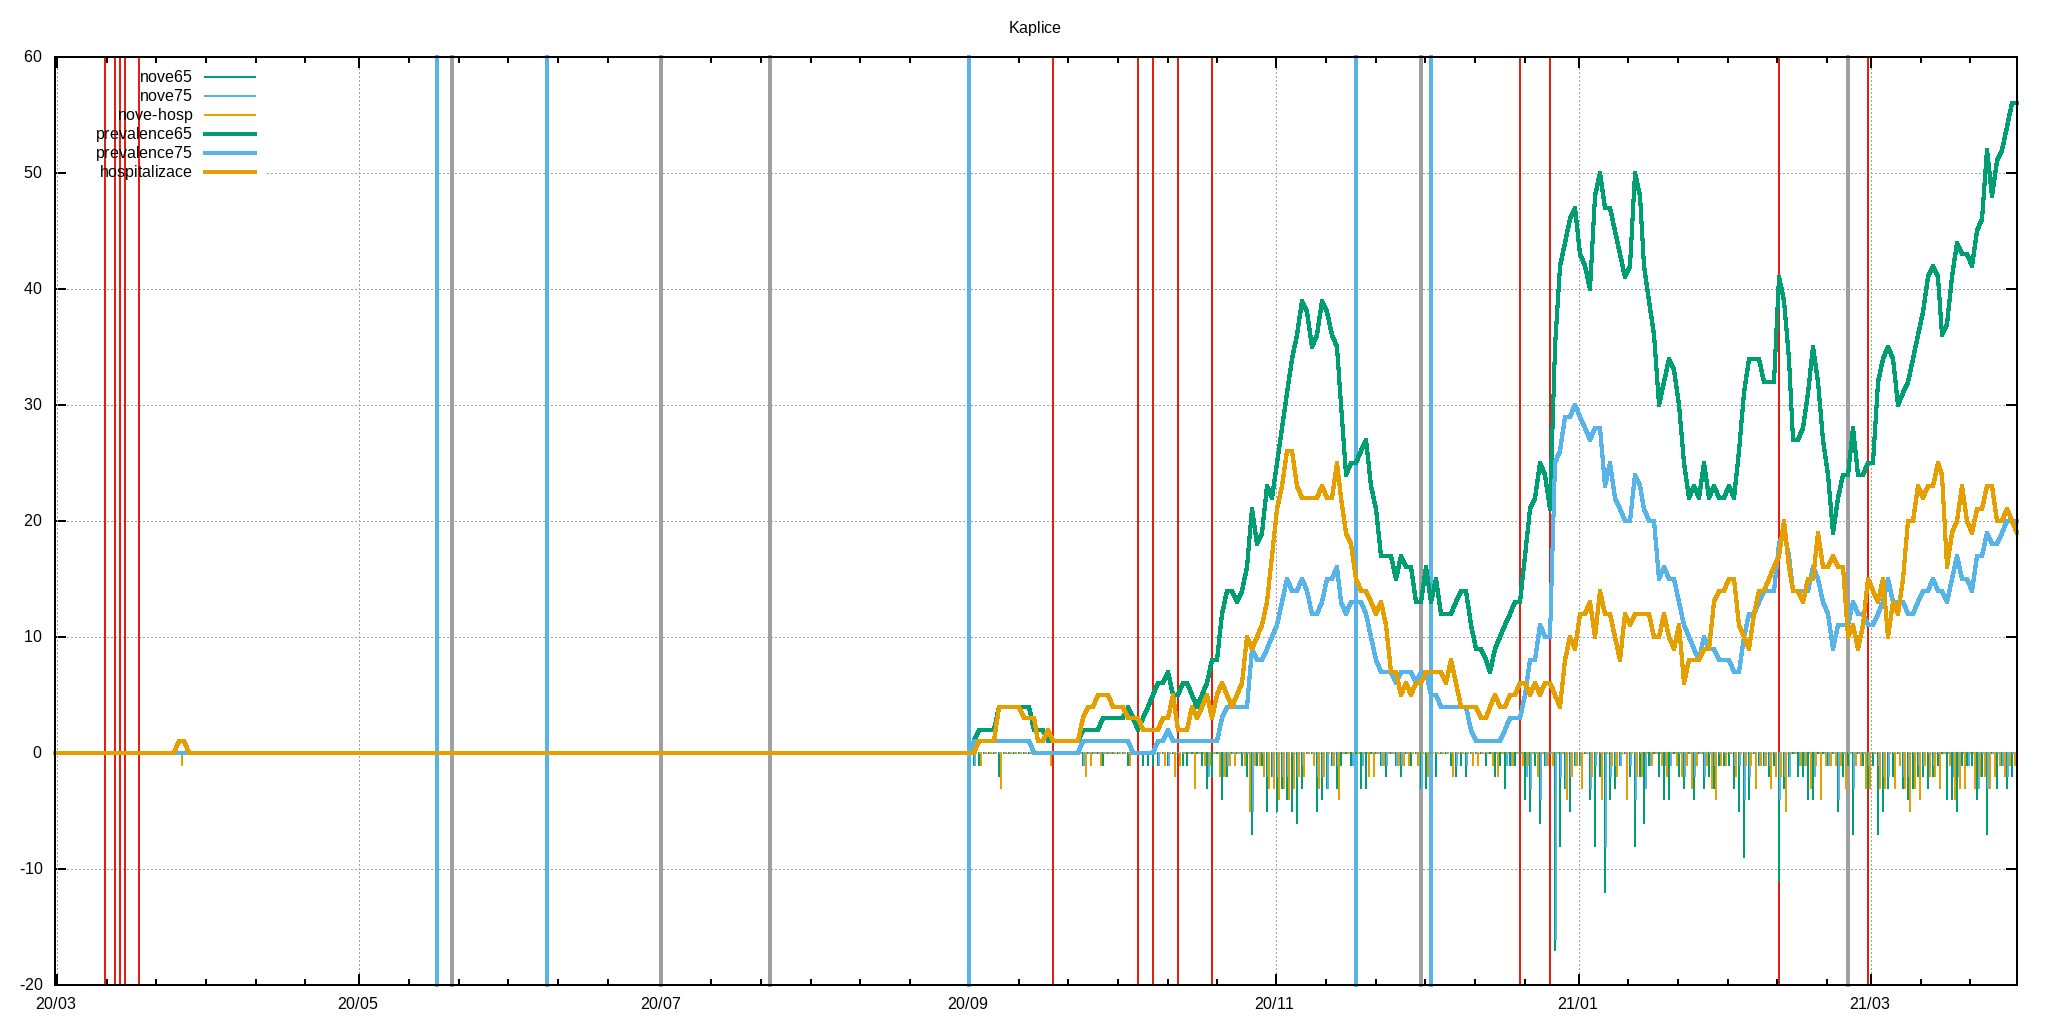 Kaplice
60
nove65
nove75
nove-hosp
prevalence65
prevalence75
hospitalizace
50
40
30
20
10
0
-10
-20
20/03 20/05 20/07 20/09 20/11 21/01 21/03